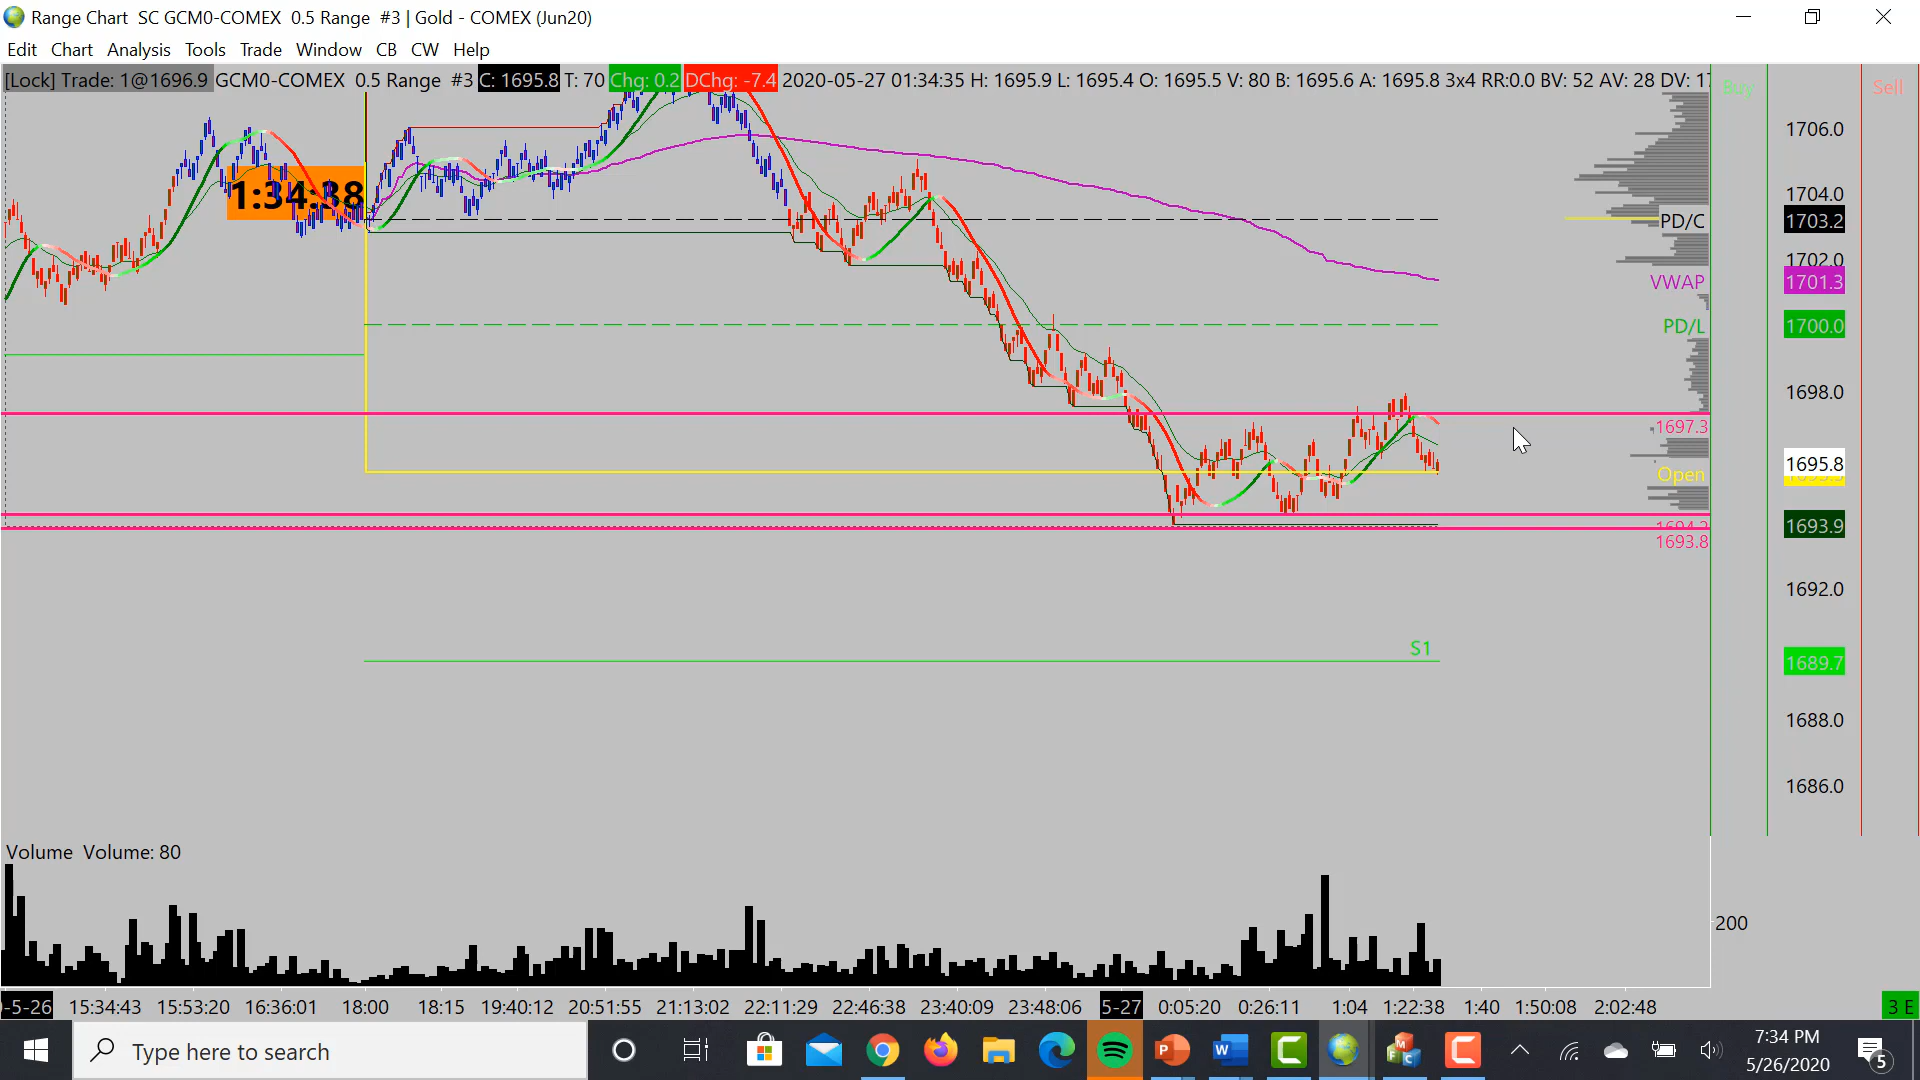 Range Chart  SC GCM0-COMEX  0.5 Range  #3 | Gold - COMEX (Jun20)
Edit Chart Analysis Tools Trade Window CB CW Help
[Lock] Trade: 1@1696.9 GCM0-COMEX  0.5 Range  #3 C: 1695.8 T: 70 Chg: 0.2 DChg: -7.4 2020-05-27 01:34:35 H: 1695.9 L: 1695.4 O: 1695.5 V: 80 B: 1695.6 A: 1695.8 3x4 RR:0.0 BV: 52 AV: 28 DV: 17
Buy Sell
1706.0
1:34:38
1704.0
PD/C 1703.2
1702.0
VWAP 1701.3
PD/L 1700.0
1698.0
1697.3
1695.8
Open
1693.9
1693.8
1692.0
S1
1689.7
1688.0
1686.0
Volume  Volume: 80
200
-5-26 15:34:43 15:53:20 16:36:01 18:00 18:15 19:40:12 20:51:55 21:13:02 22:11:29 22:46:38 23:40:09 23:48:06 5-27 0:05:20 0:26:11 1:04 1:22:38 1:40 1:50:08 2:02:48 3 E
Type here to search
7:34 PM
5/26/2020
5